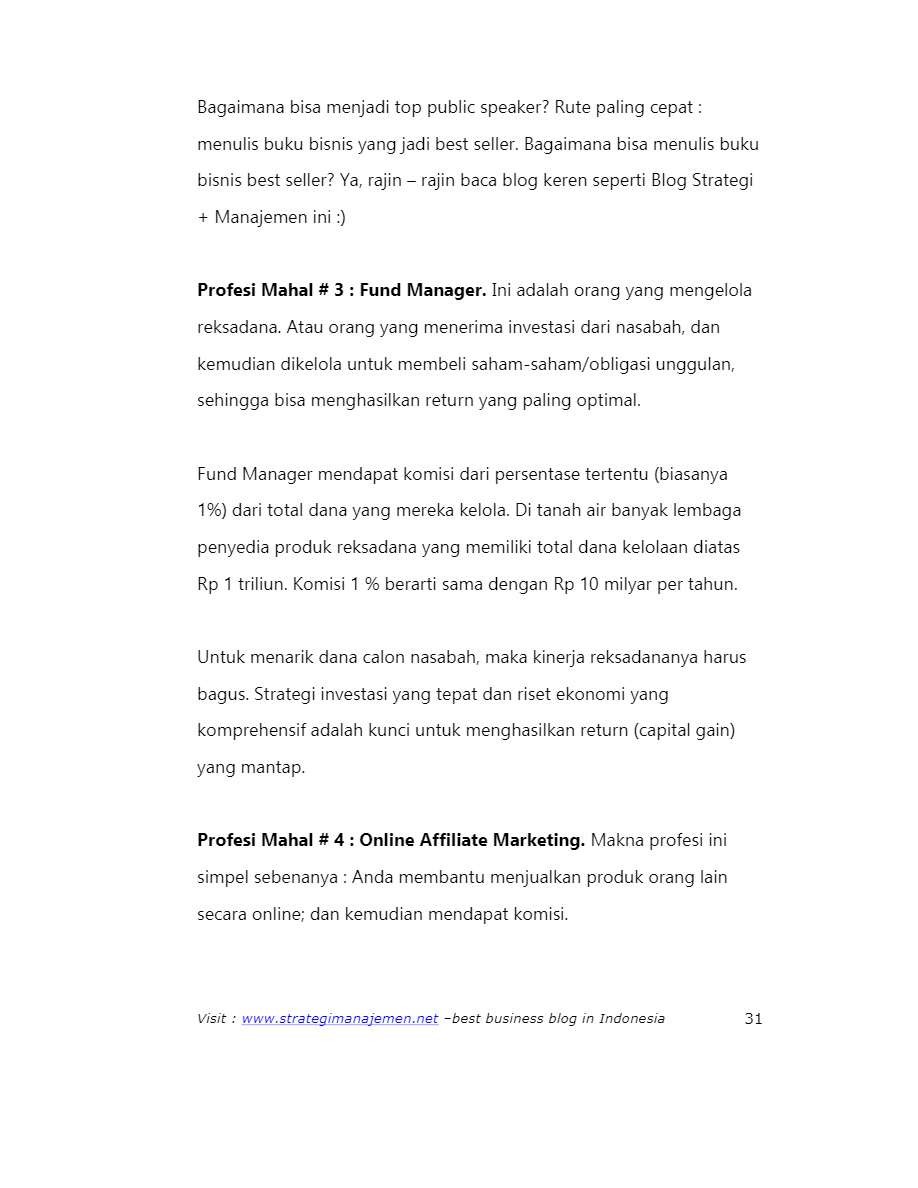 Bagaimana bisa menjadi top public speaker? Rute paling cepat :
menulis buku bisnis yang jadi best seller. Bagaimana bisa menulis buku
bisnis best seller? Ya, rajin – rajin baca blog keren seperti Blog Strategi
+ Manajemen ini :)
Profesi Mahal # 3 : Fund Manager. Ini adalah orang yang mengelola
reksadana. Atau orang yang menerima investasi dari nasabah, dan
kemudian dikelola untuk membeli saham-saham/obligasi unggulan,
sehingga bisa menghasilkan return yang paling optimal.
Fund Manager mendapat komisi dari persentase tertentu (biasanya
1%) dari total dana yang mereka kelola. Di tanah air banyak lembaga
penyedia produk reksadana yang memiliki total dana kelolaan diatas
Rp 1 triliun. Komisi 1 % berarti sama dengan Rp 10 milyar per tahun.
Untuk menarik dana calon nasabah, maka kinerja reksadananya harus
bagus. Strategi investasi yang tepat dan riset ekonomi yang
komprehensif adalah kunci untuk menghasilkan return (capital gain)
yang mantap.
Profesi Mahal # 4 : Online Affiliate Marketing. Makna profesi ini
simpel sebenanya : Anda membantu menjualkan produk orang lain
secara online; dan kemudian mendapat komisi.
Visit : www.strategimanajemen.net –best business blog in Indonesia 31